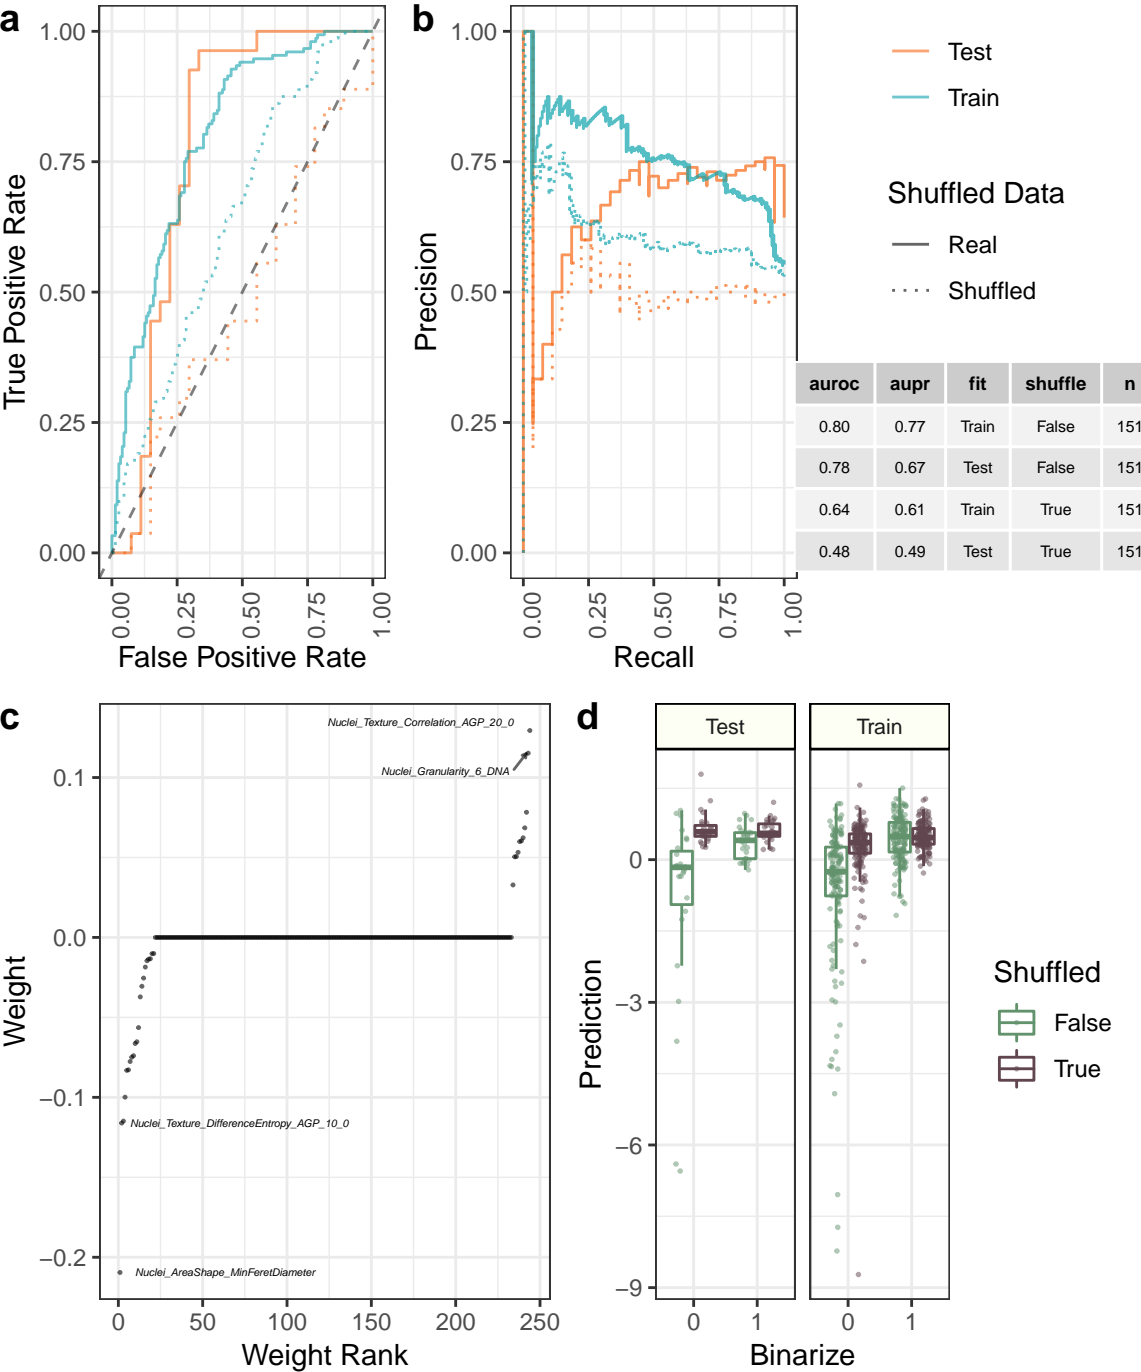 a
1.00
0.75
0.50
0.25
0.00
True Positive Rate
0.00
0.25
0.50
0.75
1.00
False Positive Rate
b
1.00
0.75
0.50
0.25
0.00
Precision
0.00
0.25
0.50
0.75
1.00
Recall
Test
Train
Shuffled Data
Real
Shuffled
auroc aupr fit shuffle n
0.80 0.77 Train False 151
0.78 0.67 Test False 151
0.64 0.61 Train True 151
0.48 0.49 Test True 151
c
0.1
0.0
−0.1
−0.2
Weight
Nuclei_Texture_Correlation_AGP_20_0
Nuclei_Granularity_6_DNA
Nuclei_Texture_DifferenceEntropy_AGP_10_0
Nuclei_AreaShape_MinFeretDiameter
0 50 100 150 200 250
Weight Rank
d
Test Train
0
−3
−6
−9
Prediction
0 1 0 1
Binarize
Shuffled
False
True